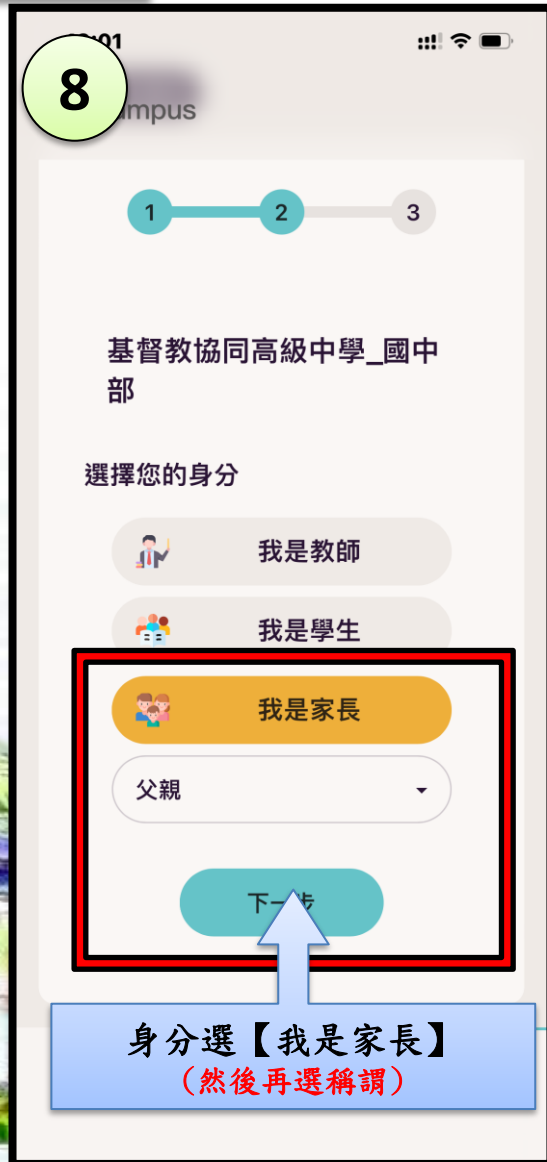 8
mpus
1 2 3
基督教協同高級中學_國中
部
選擇您的身分
我是教師
我是學生
我是家長
父親
下一步
身分選【我是家長】
(然後再選稱謂)